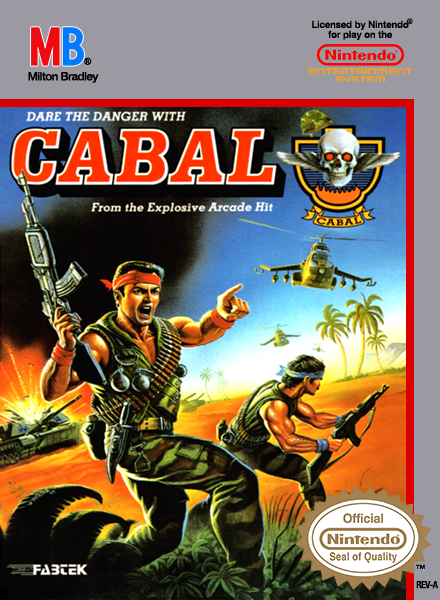 MB®
Milton Bradley
Licensed by Nintendo®
for play on the
Nintendo®
ENTERTAINMENT
SYSTEM
DARE THE DANGER WITH
CABAL
From the Explosive Arcade Hit
CABAL
FABTEK
Official
Nintendo®
Seal of Quality
TM
REV-A